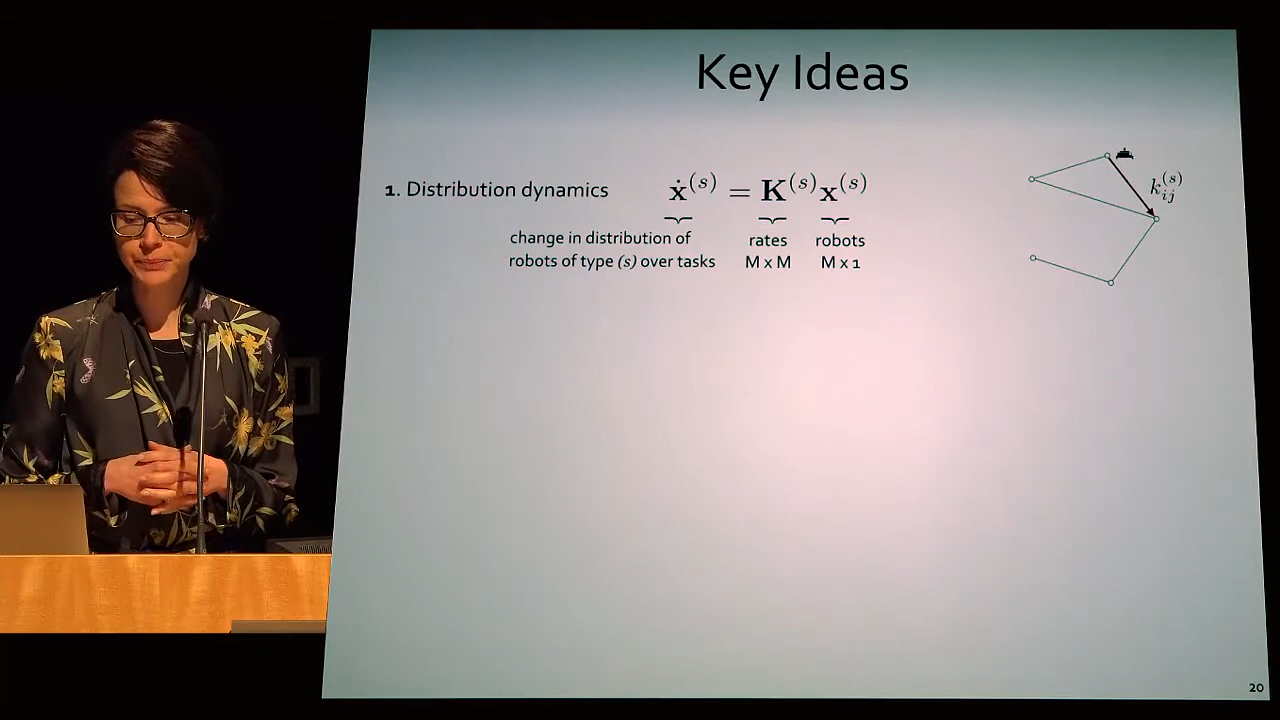 Key Ideas
1. Distribution dynamics ẋ^(s) = K^(s) x^(s)
change in distribution of rates robots
robots of type (s) over tasks M x M M x 1
k_ij^(s)
20